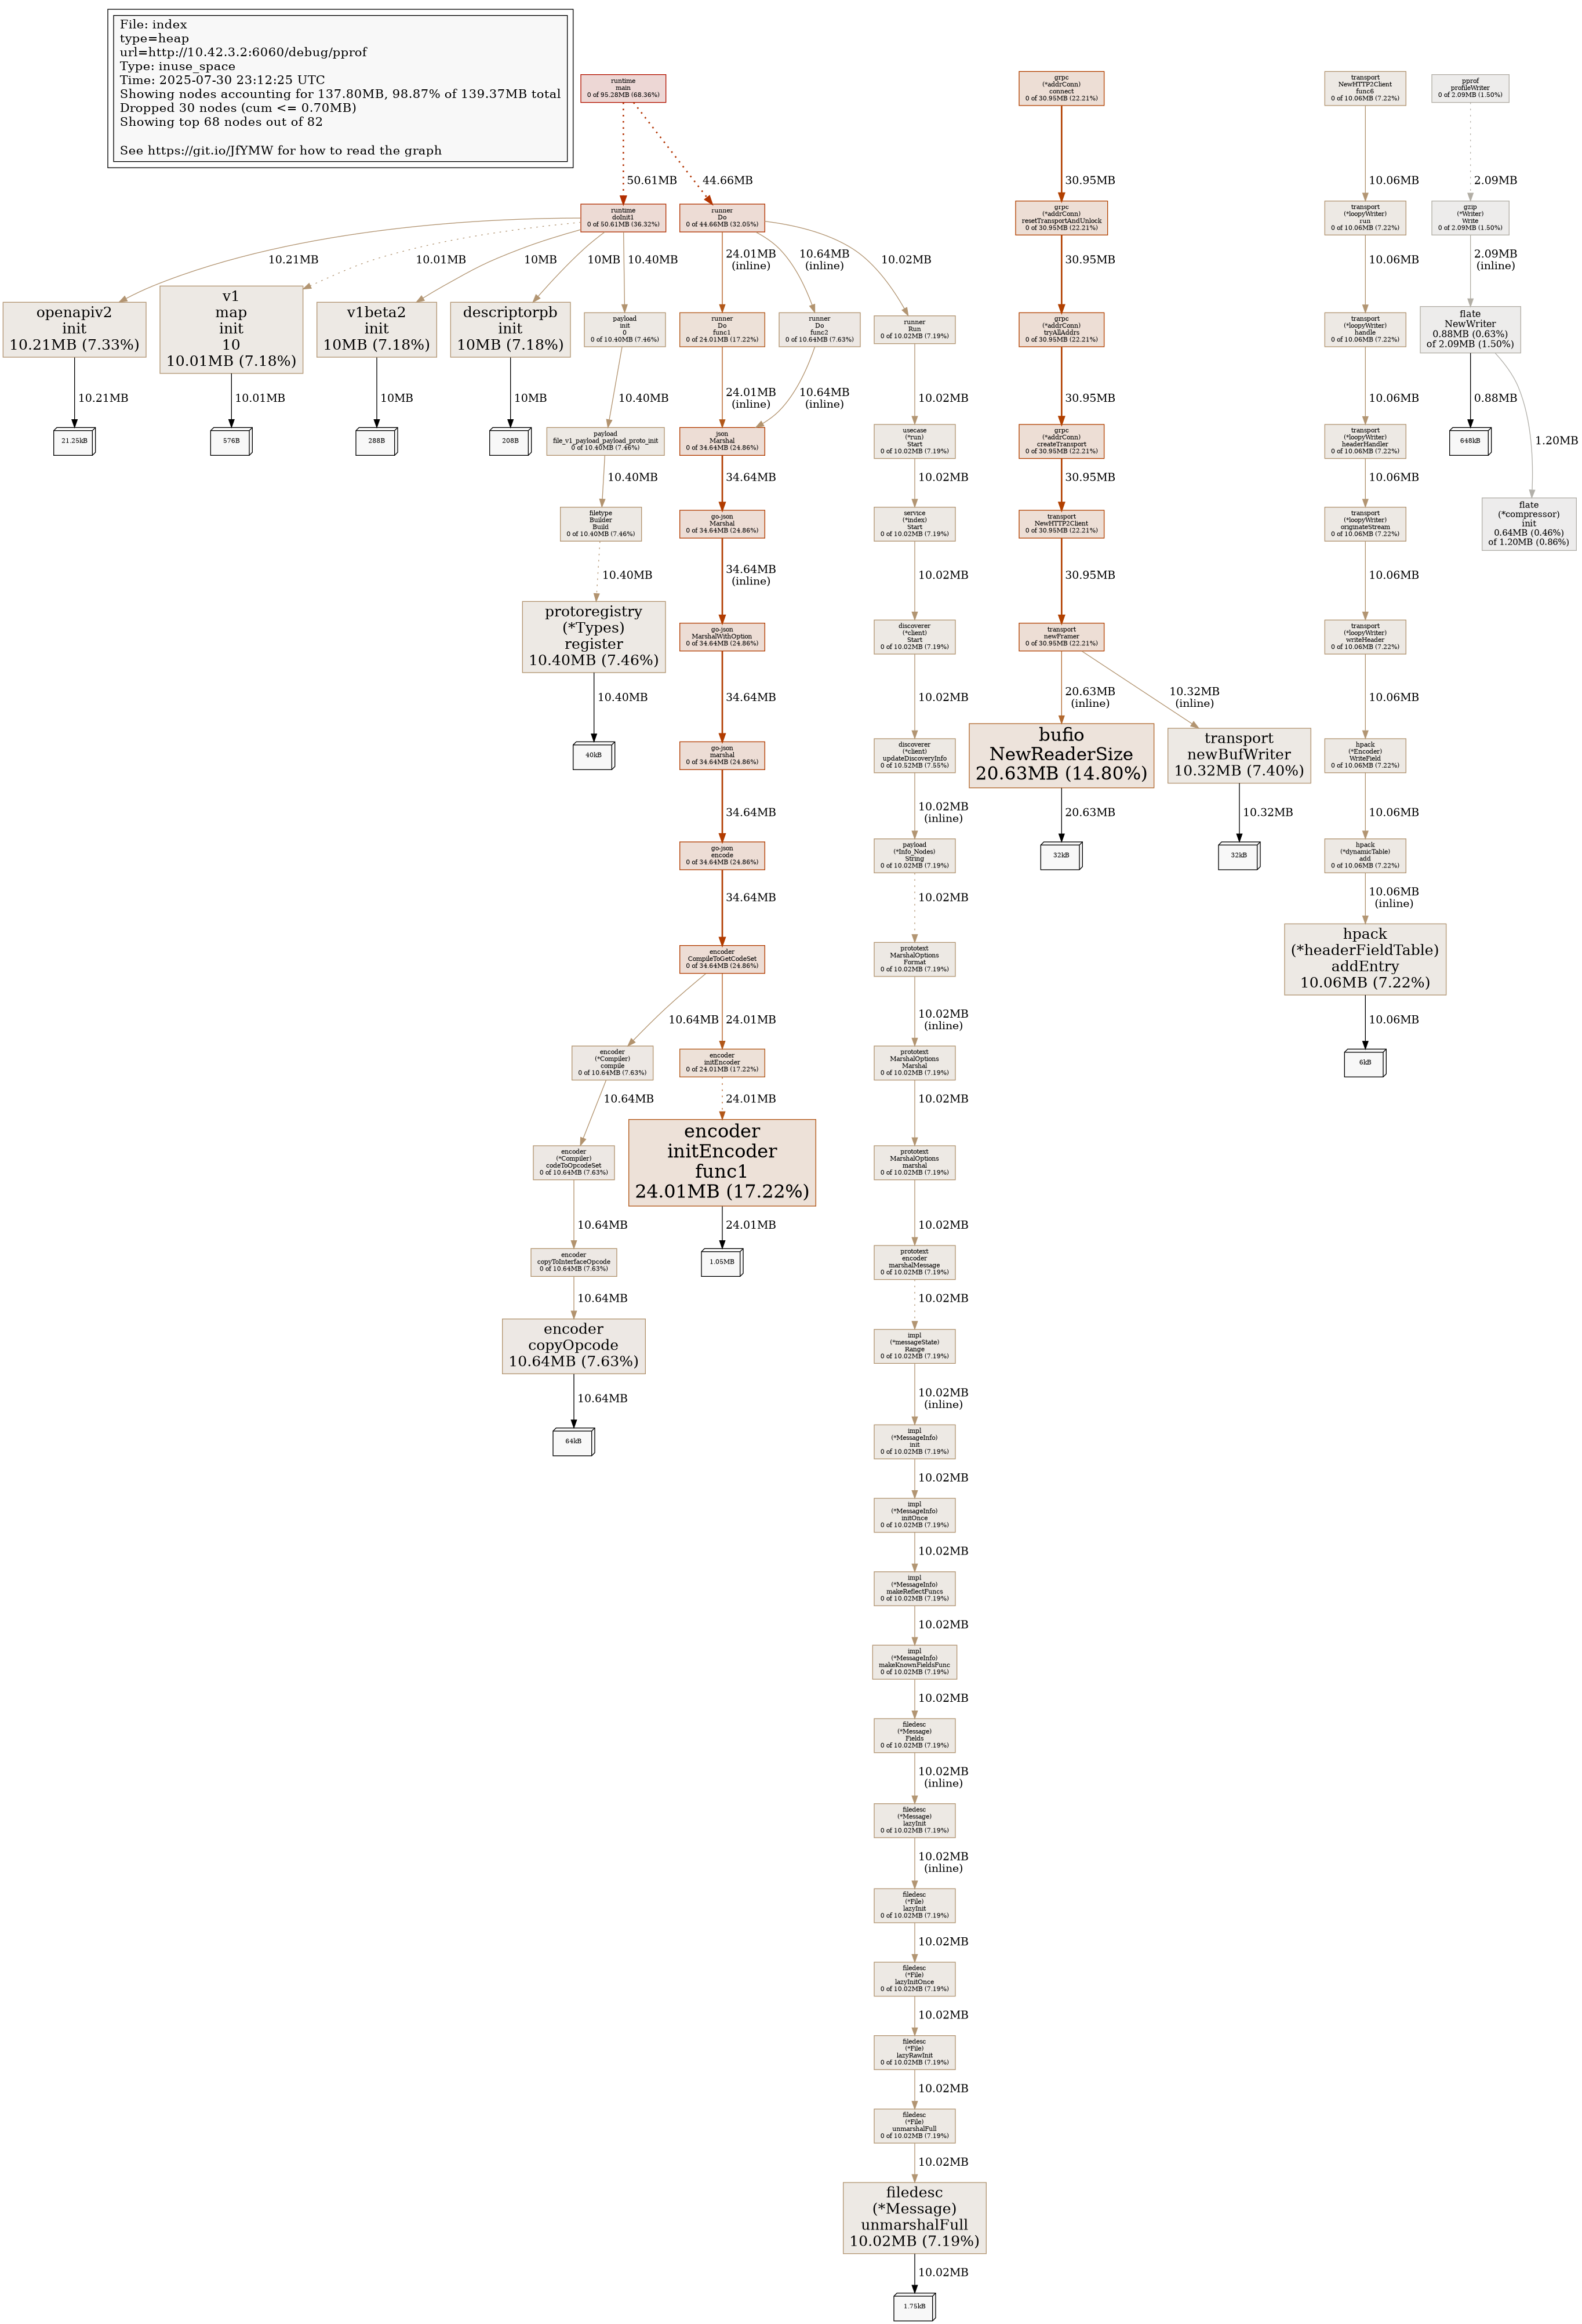 File: index
type=heap
url=http://10.42.3.2:6060/debug/pprof
Type: inuse_space
Time: 2025-07-30 23:12:25 UTC
Showing nodes accounting for 137.80MB, 98.87% of 139.37MB total
Dropped 30 nodes (cum <= 0.70MB)
Showing top 68 nodes out of 82
See https://git.io/JfYMW for how to read the graph
runtime
main
0 of 95.28MB (68.36%)
50.61MB
44.66MB
runtime
doInit1
0 of 50.61MB (36.32%)
runner
Do
0 of 44.66MB (32.05%)
10.21MB
10.01MB
10MB
10MB
10.40MB
24.01MB
(inline)
10.64MB
(inline)
10.02MB
openapiv2
init
10.21MB (7.33%)
10.21MB
21.25kB
v1
map
init
10
10.01MB (7.18%)
10.01MB
576B
v1beta2
init
10MB (7.18%)
10MB
288B
descriptorpb
init
10MB (7.18%)
10MB
208B
payload
init
0
0 of 10.40MB (7.46%)
10.40MB
payload
file_v1_payload_payload_proto_init
0 of 10.40MB (7.46%)
10.40MB
filetype
Builder
Build
0 of 10.40MB (7.46%)
10.40MB
protoregistry
(*Types)
register
10.40MB (7.46%)
10.40MB
40kB
runner
Do
func1
0 of 24.01MB (17.22%)
24.01MB
(inline)
runner
Do
func2
0 of 10.64MB (7.63%)
10.64MB
(inline)
json
Marshal
0 of 34.64MB (24.86%)
34.64MB
go-json
Marshal
0 of 34.64MB (24.86%)
34.64MB
(inline)
go-json
MarshalWithOption
0 of 34.64MB (24.86%)
34.64MB
go-json
marshal
0 of 34.64MB (24.86%)
34.64MB
go-json
encode
0 of 34.64MB (24.86%)
34.64MB
encoder
CompileToGetCodeSet
0 of 34.64MB (24.86%)
10.64MB
24.01MB
encoder
(*Compiler)
compile
0 of 10.64MB (7.63%)
10.64MB
encoder
(*Compiler)
codeToOpcodeSet
0 of 10.64MB (7.63%)
10.64MB
encoder
copyToInterfaceOpcode
0 of 10.64MB (7.63%)
10.64MB
encoder
copyOpcode
10.64MB (7.63%)
10.64MB
64kB
encoder
initEncoder
0 of 24.01MB (17.22%)
24.01MB
encoder
initEncoder
func1
24.01MB (17.22%)
24.01MB
1.05MB
runner
Run
0 of 10.02MB (7.19%)
10.02MB
usecase
(*run)
Start
0 of 10.02MB (7.19%)
10.02MB
service
(*index)
Start
0 of 10.02MB (7.19%)
10.02MB
discoverer
(*client)
Start
0 of 10.02MB (7.19%)
10.02MB
discoverer
(*client)
updateDiscoveryInfo
0 of 10.52MB (7.55%)
10.02MB
(inline)
payload
(*Info_Nodes)
String
0 of 10.02MB (7.19%)
10.02MB
prototext
MarshalOptions
Format
0 of 10.02MB (7.19%)
10.02MB
(inline)
prototext
MarshalOptions
Marshal
0 of 10.02MB (7.19%)
10.02MB
prototext
MarshalOptions
marshal
0 of 10.02MB (7.19%)
10.02MB
prototext
encoder
marshalMessage
0 of 10.02MB (7.19%)
10.02MB
impl
(*messageState)
Range
0 of 10.02MB (7.19%)
10.02MB
(inline)
impl
(*MessageInfo)
init
0 of 10.02MB (7.19%)
10.02MB
impl
(*MessageInfo)
initOnce
0 of 10.02MB (7.19%)
10.02MB
impl
(*MessageInfo)
makeReflectFuncs
0 of 10.02MB (7.19%)
10.02MB
impl
(*MessageInfo)
makeKnownFieldsFunc
0 of 10.02MB (7.19%)
10.02MB
filedesc
(*Message)
Fields
0 of 10.02MB (7.19%)
10.02MB
(inline)
filedesc
(*Message)
lazyInit
0 of 10.02MB (7.19%)
10.02MB
(inline)
filedesc
(*File)
lazyInit
0 of 10.02MB (7.19%)
10.02MB
filedesc
(*File)
lazyInitOnce
0 of 10.02MB (7.19%)
10.02MB
filedesc
(*File)
lazyRawInit
0 of 10.02MB (7.19%)
10.02MB
filedesc
(*File)
unmarshalFull
0 of 10.02MB (7.19%)
10.02MB
filedesc
(*Message)
unmarshalFull
10.02MB (7.19%)
10.02MB
1.75kB
grpc
(*addrConn)
connect
0 of 30.95MB (22.21%)
30.95MB
grpc
(*addrConn)
resetTransportAndUnlock
0 of 30.95MB (22.21%)
30.95MB
grpc
(*addrConn)
tryAllAddrs
0 of 30.95MB (22.21%)
30.95MB
grpc
(*addrConn)
createTransport
0 of 30.95MB (22.21%)
30.95MB
transport
NewHTTP2Client
0 of 30.95MB (22.21%)
30.95MB
transport
newFramer
0 of 30.95MB (22.21%)
20.63MB
(inline)
10.32MB
(inline)
bufio
NewReaderSize
20.63MB (14.80%)
20.63MB
32kB
transport
newBufWriter
10.32MB (7.40%)
10.32MB
32kB
transport
NewHTTP2Client
func6
0 of 10.06MB (7.22%)
10.06MB
transport
(*loopyWriter)
run
0 of 10.06MB (7.22%)
10.06MB
transport
(*loopyWriter)
handle
0 of 10.06MB (7.22%)
10.06MB
transport
(*loopyWriter)
headerHandler
0 of 10.06MB (7.22%)
10.06MB
transport
(*loopyWriter)
originateStream
0 of 10.06MB (7.22%)
10.06MB
transport
(*loopyWriter)
writeHeader
0 of 10.06MB (7.22%)
10.06MB
hpack
(*Encoder)
WriteField
0 of 10.06MB (7.22%)
10.06MB
hpack
(*dynamicTable)
add
0 of 10.06MB (7.22%)
10.06MB
(inline)
hpack
(*headerFieldTable)
addEntry
10.06MB (7.22%)
10.06MB
6kB
pprof
profileWriter
0 of 2.09MB (1.50%)
2.09MB
gzip
(*Writer)
Write
0 of 2.09MB (1.50%)
2.09MB
(inline)
flate
NewWriter
0.88MB (0.63%)
of 2.09MB (1.50%)
0.88MB
648kB
1.20MB
flate
(*compressor)
init
0.64MB (0.46%)
of 1.20MB (0.86%)